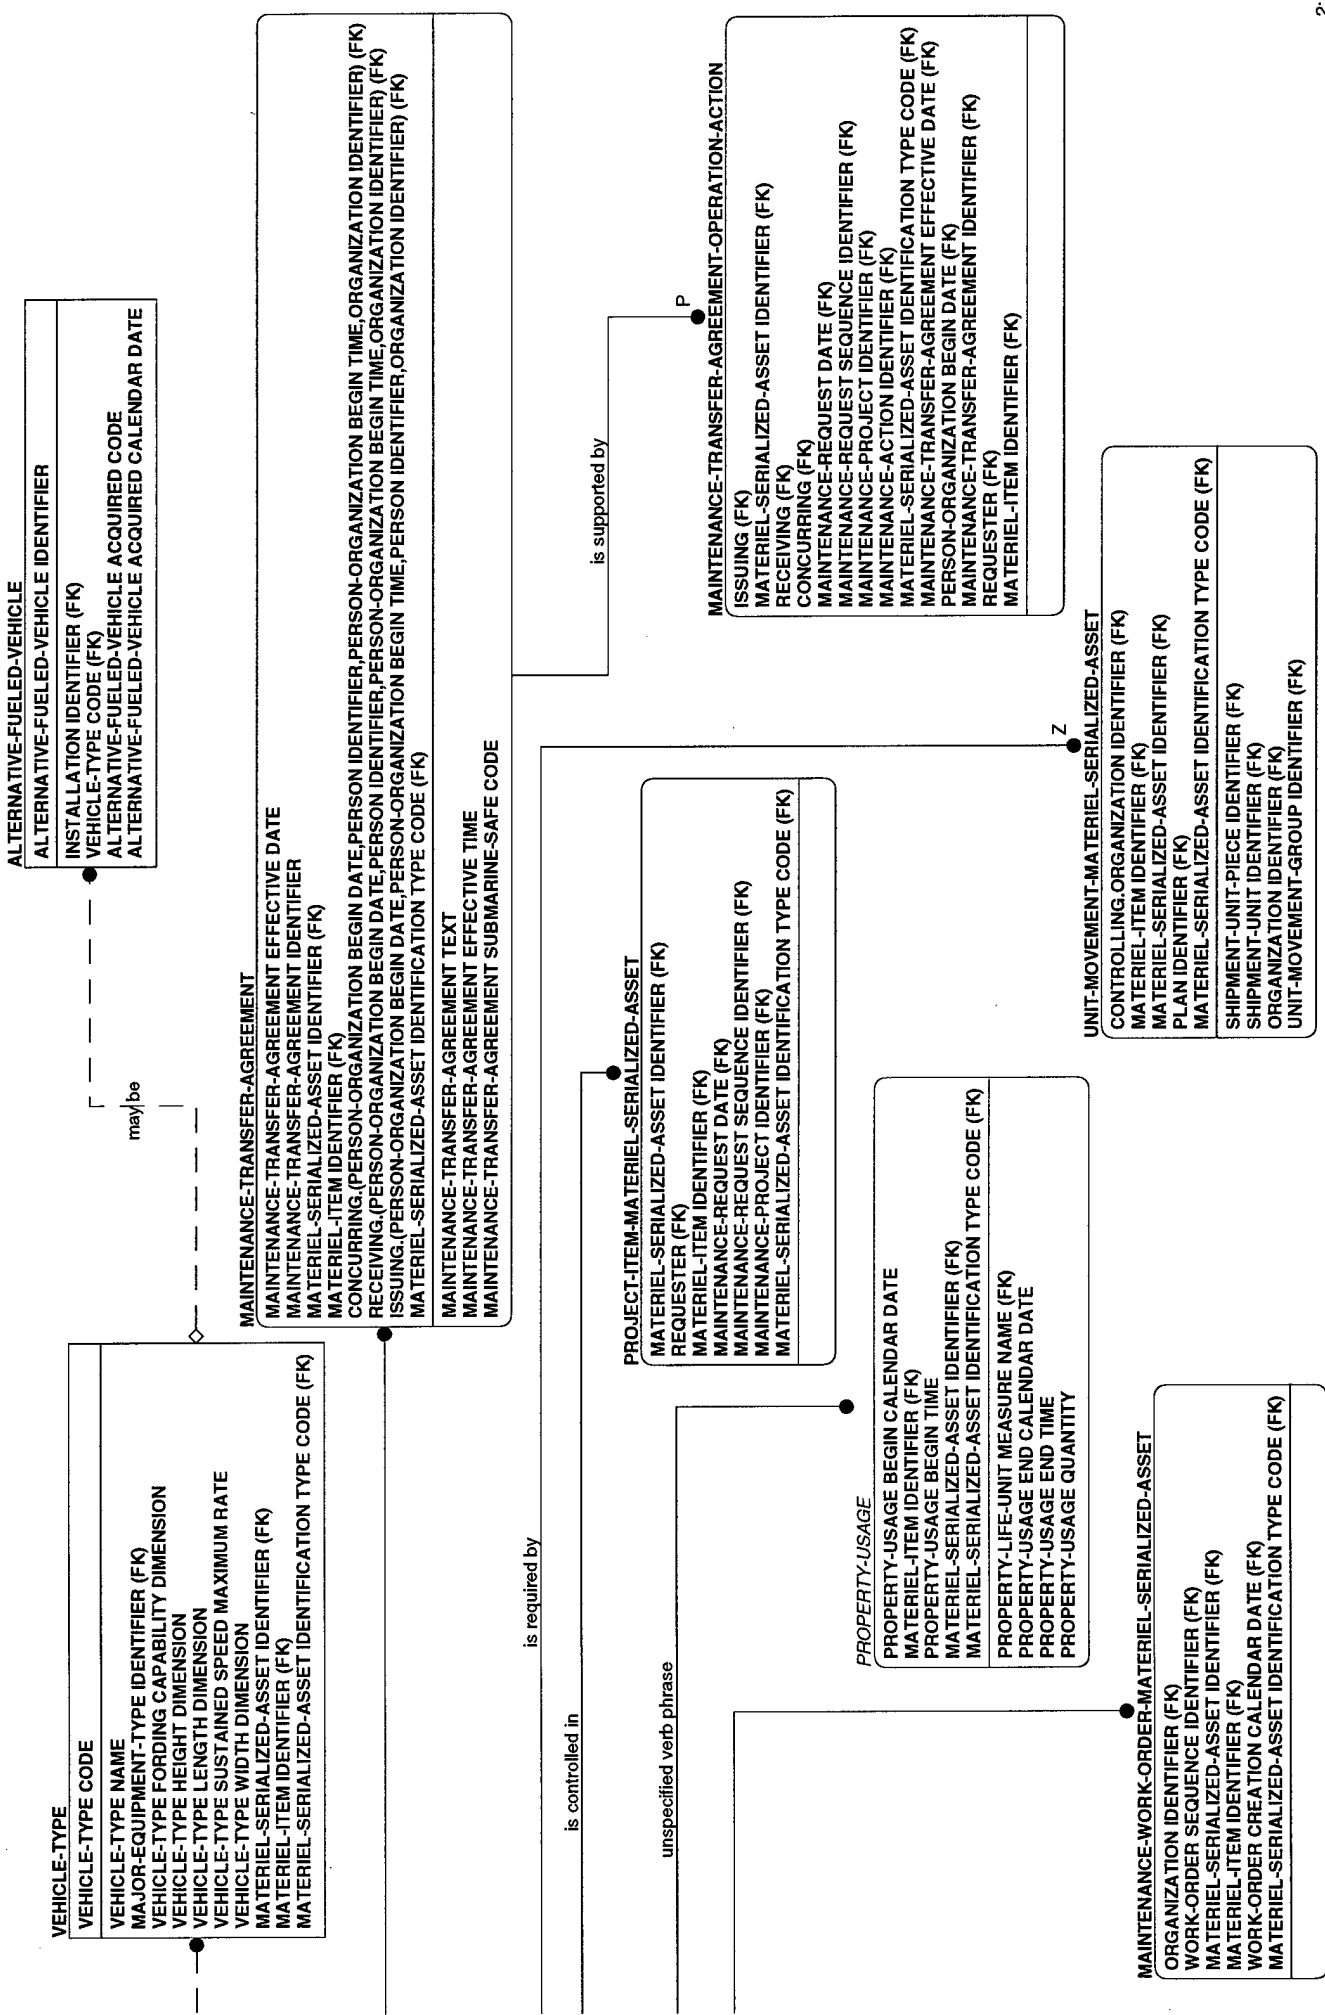 VEHICLE-TYPE
VEHICLE-TYPE CODE
VEHICLE-TYPE NAME
MAJOR-EQUIPMENT-TYPE IDENTIFIER (FK)
VEHICLE-TYPE FORDING CAPABILITY DIMENSION
VEHICLE-TYPE HEIGHT DIMENSION
VEHICLE-TYPE LENGTH DIMENSION
VEHICLE-TYPE SUSTAINED SPEED MAXIMUM RATE
VEHICLE-TYPE WIDTH DIMENSION
MATERIEL-SERIALIZED-ASSET IDENTIFIER (FK)
MATERIEL-ITEM IDENTIFIER (FK)
MATERIEL-SERIALIZED-ASSET IDENTIFICATION TYPE CODE (FK)
may be
ALTERNATIVE-FUELED-VEHICLE
ALTERNATIVE-FUELED-VEHICLE IDENTIFIER
INSTALLATION IDENTIFIER (FK)
VEHICLE-TYPE CODE (FK)
ALTERNATIVE-FUELED-VEHICLE ACQUIRED CODE
ALTERNATIVE-FUELED-VEHICLE ACQUIRED CALENDAR DATE
MAINTENANCE-TRANSFER-AGREEMENT
MAINTENANCE-TRANSFER-AGREEMENT EFFECTIVE DATE
MAINTENANCE-TRANSFER-AGREEMENT IDENTIFIER
MATERIEL-SERIALIZED-ASSET IDENTIFIER (FK)
MATERIEL-ITEM IDENTIFIER (FK)
CONCURRING.(PERSON-ORGANIZATION BEGIN DATE,PERSON IDENTIFIER,PERSON-ORGANIZATION BEGIN TIME,ORGANIZATION IDENTIFIER) (FK)
RECEIVING.(PERSON-ORGANIZATION BEGIN DATE,PERSON IDENTIFIER,PERSON-ORGANIZATION BEGIN TIME,ORGANIZATION IDENTIFIER) (FK)
ISSUING.(PERSON-ORGANIZATION BEGIN DATE,PERSON-ORGANIZATION BEGIN TIME,PERSON IDENTIFIER,ORGANIZATION IDENTIFIER) (FK)
MATERIEL-SERIALIZED-ASSET IDENTIFICATION TYPE CODE (FK)
MAINTENANCE-TRANSFER-AGREEMENT TEXT
MAINTENANCE-TRANSFER-AGREEMENT EFFECTIVE TIME
MAINTENANCE-TRANSFER-AGREEMENT SUBMARINE-SAFE CODE
is required by
is supported by
P
is controlled in
PROJECT-ITEM-MATERIEL-SERIALIZED-ASSET
MATERIEL-SERIALIZED-ASSET IDENTIFIER (FK)
REQUESTER (FK)
MATERIEL-ITEM IDENTIFIER (FK)
MAINTENANCE-REQUEST DATE (FK)
MAINTENANCE-REQUEST SEQUENCE IDENTIFIER (FK)
MAINTENANCE-PROJECT IDENTIFIER (FK)
MATERIEL-SERIALIZED-ASSET IDENTIFICATION TYPE CODE (FK)
MAINTENANCE-TRANSFER-AGREEMENT-OPERATION-ACTION
ISSUING (FK)
MATERIEL-SERIALIZED-ASSET IDENTIFIER (FK)
RECEIVING (FK)
CONCURRING (FK)
MAINTENANCE-REQUEST DATE (FK)
MAINTENANCE-REQUEST SEQUENCE IDENTIFIER (FK)
MAINTENANCE-PROJECT IDENTIFIER (FK)
MAINTENANCE-ACTION IDENTIFIER (FK)
MATERIEL-SERIALIZED-ASSET IDENTIFICATION TYPE CODE (FK)
MAINTENANCE-TRANSFER-AGREEMENT EFFECTIVE DATE (FK)
PERSON-ORGANIZATION BEGIN DATE (FK)
MAINTENANCE-TRANSFER-AGREEMENT IDENTIFIER (FK)
REQUESTER (FK)
MATERIEL-ITEM IDENTIFIER (FK)
unspecified verb phrase
PROPERTY-USAGE
PROPERTY-USAGE BEGIN CALENDAR DATE
MATERIEL-ITEM IDENTIFIER (FK)
PROPERTY-USAGE BEGIN TIME
MATERIEL-SERIALIZED-ASSET IDENTIFIER (FK)
MATERIEL-SERIALIZED-ASSET IDENTIFICATION TYPE CODE (FK)
PROPERTY-LIFE-UNIT MEASURE NAME (FK)
PROPERTY-USAGE END CALENDAR DATE
PROPERTY-USAGE END TIME
PROPERTY-USAGE QUANTITY
Z
UNIT-MOVEMENT-MATERIEL-SERIALIZED-ASSET
CONTROLLING.ORGANIZATION IDENTIFIER (FK)
MATERIEL-ITEM IDENTIFIER (FK)
MATERIEL-SERIALIZED-ASSET IDENTIFIER (FK)
PLAN IDENTIFIER (FK)
MATERIEL-SERIALIZED-ASSET IDENTIFICATION TYPE CODE (FK)
SHIPMENT-UNIT-PIECE IDENTIFIER (FK)
SHIPMENT-UNIT IDENTIFIER (FK)
ORGANIZATION IDENTIFIER (FK)
UNIT-MOVEMENT-GROUP IDENTIFIER (FK)
MAINTENANCE-WORK-ORDER-MATERIEL-SERIALIZED-ASSET
ORGANIZATION IDENTIFIER (FK)
WORK-ORDER SEQUENCE IDENTIFIER (FK)
MATERIEL-SERIALIZED-ASSET IDENTIFIER (FK)
MATERIEL-ITEM IDENTIFIER (FK)
WORK-ORDER CREATION CALENDAR DATE (FK)
MATERIEL-SERIALIZED-ASSET IDENTIFICATION TYPE CODE (FK)